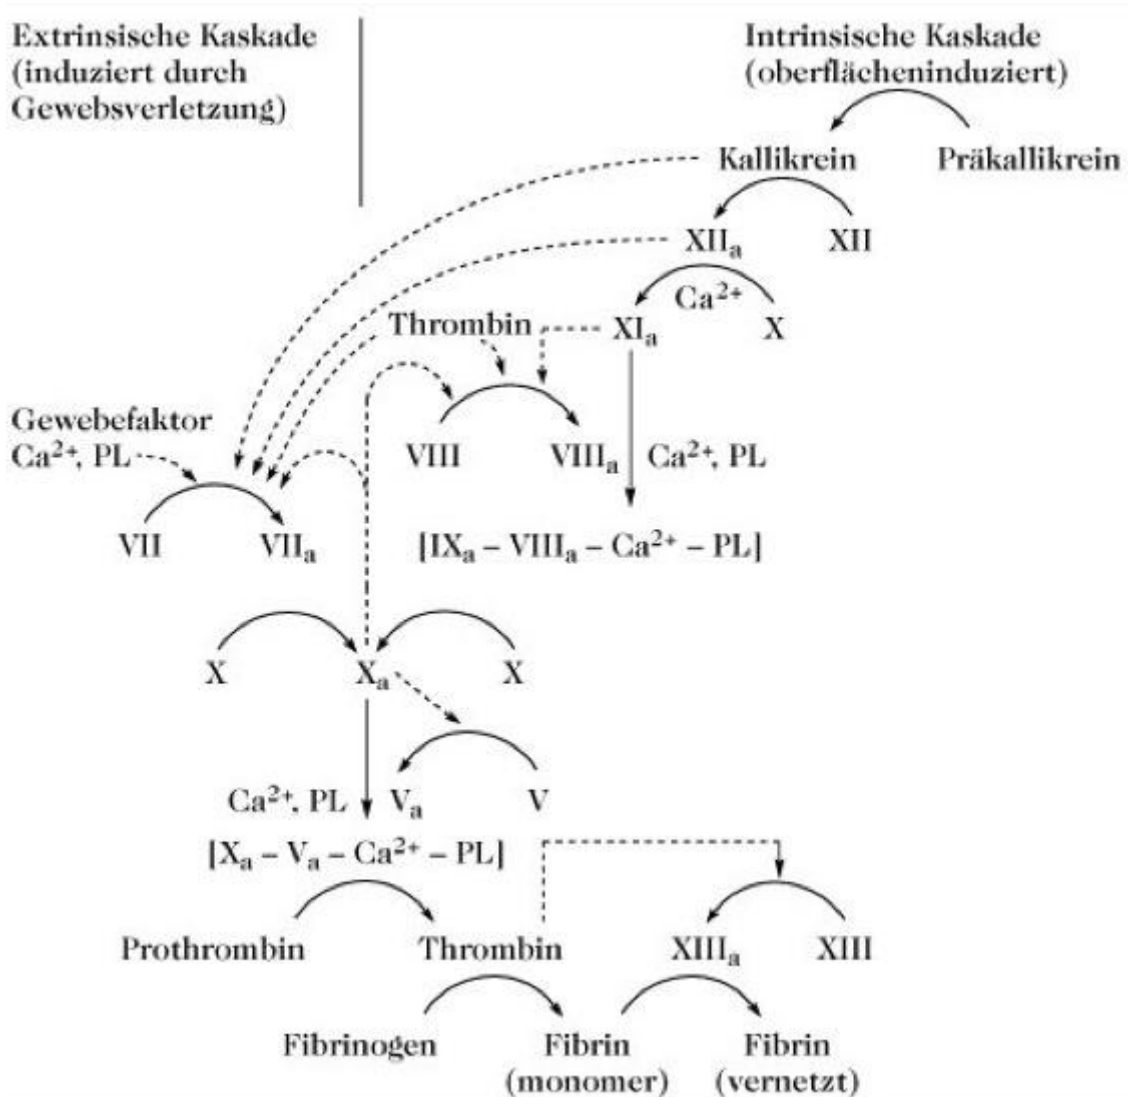 Extrinsische Kaskade
(induziert durch
Gewebsverletzung)
Intrinsische Kaskade
(oberflächeninduziert)
Kallikrein Präkallikrein
XIIₐ XII
Ca²⁺
Thrombin XIₐ X
Gewebefaktor
Ca²⁺, PL
VIII VIIIₐ Ca²⁺, PL
VII VIIₐ [IXₐ – VIIIₐ – Ca²⁺ – PL]
X Xₐ X
Ca²⁺, PL Vₐ V
[Xₐ – Vₐ – Ca²⁺ – PL]
Prothrombin Thrombin XIIIₐ XIII
Fibrinogen Fibrin Fibrin
(monomer) (vernetzt)